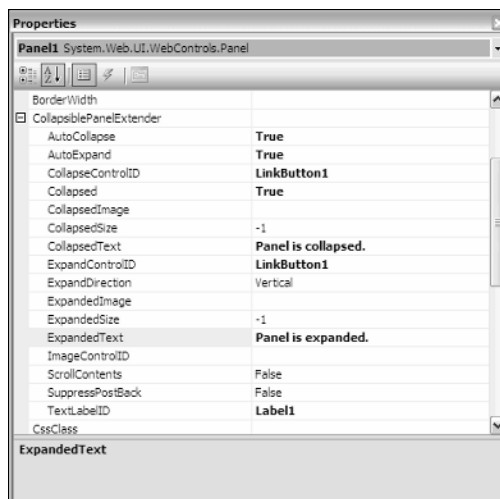 Properties
Panel1 System.Web.UI.WebControls.Panel
BorderWidth
CollapsiblePanelExtender
AutoCollapse True
AutoExpand True
CollapseControlID LinkButton1
Collapsed True
CollapsedImage
CollapsedSize -1
CollapsedText Panel is collapsed.
ExpandControlID LinkButton1
ExpandDirection Vertical
ExpandedImage
ExpandedSize -1
ExpandedText Panel is expanded.
ImageControlID
ScrollContents False
SuppressPostBack False
TextLabelID Label1
CssClass
ExpandedText